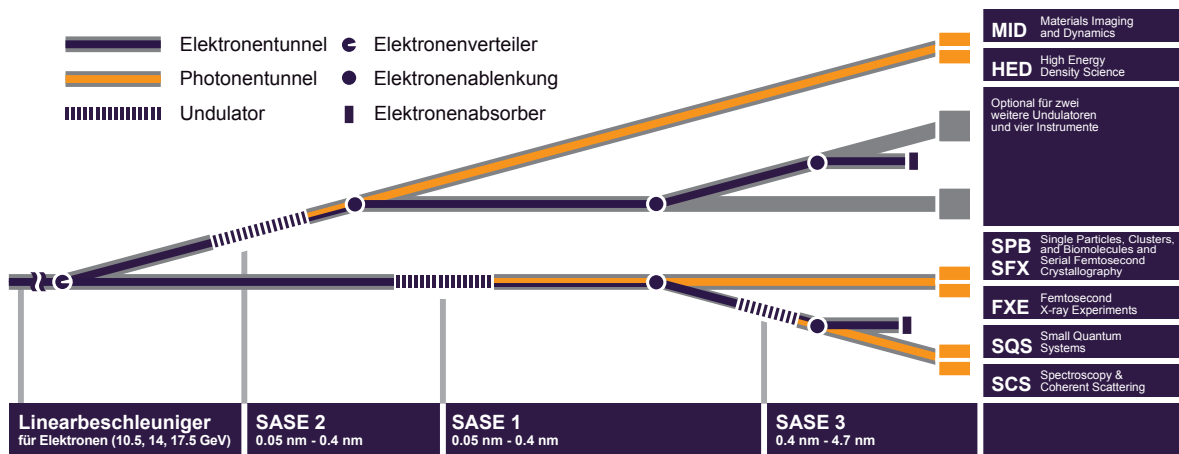 Elektronentunnel
Elektronenverteiler
Photonentunnel
Elektronenablenkung
Undulator
Elektronenabsorber
MID Materials Imaging
and Dynamics
HED High Energy
Density Science
Optional für zwei
weitere Undulatoren
und vier Instrumente
SPB Single Particles, Clusters,
and Biomolecules and
SFX Serial Femtosecond
Crystallography
FXE Femtosecond
X-ray Experiments
SQS Small Quantum
Systems
SCS Spectroscopy &
Coherent Scattering
Linearbeschleuniger
für Elektronen (10.5, 14, 17.5 GeV)
SASE 2
0.05 nm - 0.4 nm
SASE 1
0.05 nm - 0.4 nm
SASE 3
0.4 nm - 4.7 nm